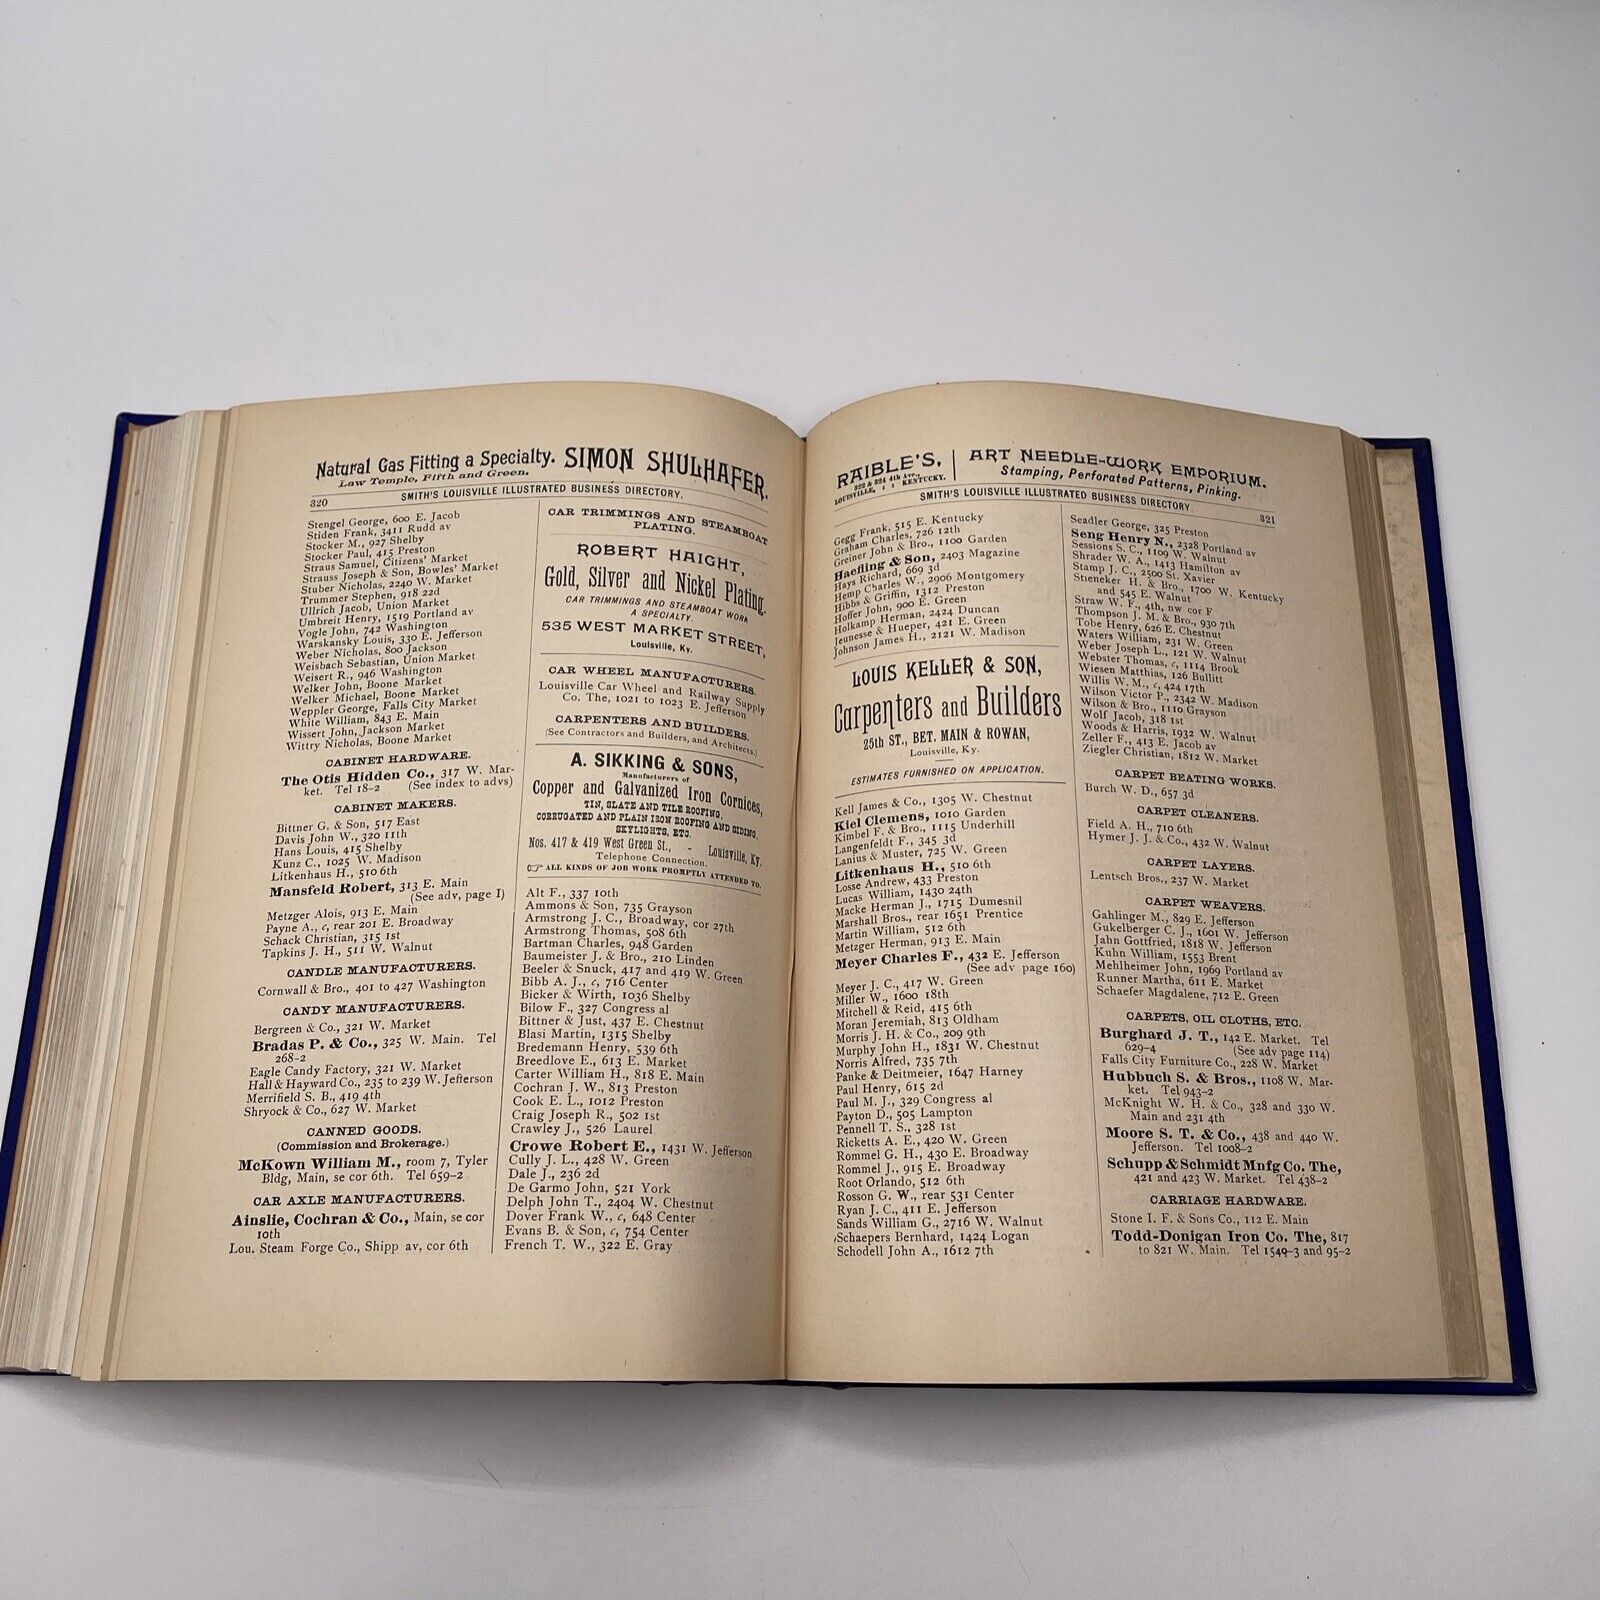 Natural Gas Fitting a Specialty. SIMON SHULHAFER.
Law Temple, Fifth and Green.
320
SMITH'S LOUISVILLE ILLUSTRATED BUSINESS DIRECTORY.
Stengel George, 600 E. Jacob
Stiden Frank, 3411 Rudd av
Stocker M., 927 Shelby
Stocker Paul, 415 Preston
Straus Samuel, Citizens' Market
Strauss Joseph & Son, Bowles' Market
Stuber Nicholas, 2240 W. Market
Trummer Stephen, 918 22d
Ullrich Jacob, Union Market
Umbreit Henry, 1519 Portland av
Vogle John, 742 Washington
Warskansky Louis, 330 E. Jefferson
Weber Nicholas, 800 Jackson
Weisbach Sebastian, Union Market
Weisert R., 946 Washington
Welker John, Boone Market
Welker Michael, Boone Market
Weppler George, Falls City Market
White William, 843 E. Main
Wissert John, Jackson Market
Wittry Nicholas, Boone Market
CABINET HARDWARE.
The Otis Hidden Co., 317 W. Mar-
ket. Tel 18-2 (See index to advs)
CABINET MAKERS.
Bittner G. & Son, 517 East
Davis John W., 320 11th
Hans Louis, 415 Shelby
Kunz C., 1025 W. Madison
Litkenhaus H., 510 6th
Mansfeld Robert, 313 E. Main
(See adv, page I)
Metzger Alois, 913 E. Main
Payne A., c, rear 201 E. Broadway
Schack Christian, 315 1st
Tapkins J. H., 511 W. Walnut
CANDLE MANUFACTURERS.
Cornwall & Bro., 401 to 427 Washington
CANDY MANUFACTURERS.
Bergreen & Co., 321 W. Market
Bradas P. & Co., 325 W. Main. Tel
268-2
Eagle Candy Factory, 321 W. Market
Hall & Hayward Co., 235 to 239 W. Jefferson
Merrifield S. B., 419 4th
Shryock & Co., 627 W. Market
CANNED GOODS.
(Commission and Brokerage.)
McKown William M., room 7, Tyler
Bldg, Main, se cor 6th. Tel 659-2
CAR AXLE MANUFACTURERS.
Ainslie, Cochran & Co., Main, se cor
10th
Lou. Steam Forge Co., Shipp av, cor 6th
CAR TRIMMINGS AND STEAMBOAT
PLATING.
ROBERT HAIGHT,
Gold, Silver and Nickel Plating.
CAR TRIMMINGS AND STEAMBOAT WORK
A SPECIALTY.
535 WEST MARKET STREET,
Louisville, Ky.
CAR WHEEL MANUFACTURERS.
Louisville Car Wheel and Railway Supply
Co. The, 1021 to 1023 E. Jefferson
CARPENTERS AND BUILDERS.
(See Contractors and Builders, and Architects.)
A. SIKKING & SONS,
Manufacturers of
Copper and Galvanized Iron Cornices,
TIN, SLATE AND TILE ROOFING,
CORRUGATED AND PLAIN IRON ROOFING AND SIDING,
SKYLIGHTS, ETC.
Nos. 417 & 419 West Green St., - Louisville, Ky.
Telephone Connection.
☞ ALL KINDS OF JOB WORK PROMPTLY ATTENDED TO.
Alt F., 337 10th
Ammons & Son, 735 Grayson
Armstrong J. C., Broadway, cor 27th
Armstrong Thomas, 508 6th
Bartman Charles, 948 Garden
Baumeister J. & Bro., 210 Linden
Beeler & Snuck, 417 and 419 W. Green
Bibb A. J., c, 716 Center
Bicker & Wirth, 1036 Shelby
Bilow F., 327 Congress al
Bittner & Just, 437 E. Chestnut
Blasi Martin, 1315 Shelby
Bredemann Henry, 539 6th
Breedlove E., 613 E. Market
Carter William H., 818 E. Main
Cochran J. W., 813 Preston
Cook E. L., 1012 Preston
Craig Joseph R., 502 1st
Crawley J., 526 Laurel
Crowe Robert E., 1431 W. Jefferson
Cully J. L., 428 W. Green
Dale J., 236 2d
De Garmo John, 521 York
Delph John T., 2404 W. Chestnut
Dover Frank W., c, 648 Center
Evans B. & Son, c, 754 Center
French T. W., 322 E. Gray
RAIBLE'S,
322 & 324 4th Ave.,
LOUISVILLE, : : KENTUCKY.
ART NEEDLE-WORK EMPORIUM.
Stamping, Perforated Patterns, Pinking.
SMITH'S LOUISVILLE ILLUSTRATED BUSINESS DIRECTORY
321
Gegg Frank, 515 E. Kentucky
Graham Charles, 726 12th
Greiner John & Bro., 1100 Garden
Haefling & Son, 2403 Magazine
Hays Richard, 669 3d
Hemp Charles W., 2906 Montgomery
Hibbs & Griffin, 1312 Preston
Hoffer John, 900 E. Green
Holkamp Herman, 2424 Duncan
Jeunesse & Hueper, 421 E. Green
Johnson James H., 2121 W. Madison
LOUIS KELLER & SON,
Carpenters and Builders
25th ST., BET. MAIN & ROWAN,
Louisville, Ky.
ESTIMATES FURNISHED ON APPLICATION.
Kell James & Co., 1305 W. Chestnut
Kiel Clemens, 1010 Garden
Kimbel F. & Bro., 1115 Underhill
Langenfeldt F., 345 3d
Lanius & Muster, 725 W. Green
Litkenhaus H., 510 6th
Losse Andrew, 433 Preston
Lucas William, 1430 24th
Macke Herman J., 1715 Dumesnil
Marshall Bros., rear 1651 Prentice
Martin William, 512 6th
Metzger Herman, 913 E. Main
Meyer Charles F., 432 E. Jefferson
(See adv page 160)
Meyer J. C., 417 W. Green
Miller W., 1600 18th
Mitchell & Reid, 415 6th
Moran Jeremiah, 813 Oldham
Morris J. H. & Co., 209 9th
Murphy John H., 1831 W. Chestnut
Norris Alfred, 735 7th
Panke & Deitmeier, 1647 Harney
Paul Henry, 615 2d
Paul M. J., 329 Congress al
Payton D., 505 Lampton
Pennell T. S., 328 1st
Ricketts A. E., 420 W. Green
Rommel G. H., 430 E. Broadway
Rommel J., 915 E. Broadway
Root Orlando, 512 6th
Rosson G. W., rear 531 Center
Ryan J. C., 411 E. Jefferson
Sands William G., 2716 W. Walnut
Schaepers Bernhard, 1424 Logan
Schodell John A., 1612 7th
Seadler George, 325 Preston
Seng Henry N., 2328 Portland av
Sessions S. C., 1109 W. Walnut
Shrader W. A., 1413 Hamilton av
Stamp J. C., 2500 St. Xavier
Stieneker H. & Bro., 1700 W. Kentucky
and 545 E. Walnut
Straw W. F., 4th, nw cor F
Thompson J. M. & Bro., 930 7th
Tobe Henry, 626 E. Chestnut
Waters William, 231 W. Green
Weber Joseph L., 121 W. Walnut
Webster Thomas, c, 1114 Brook
Wiesen Matthias, 126 Bullitt
Willis W. M., c, 424 17th
Wilson Victor P., 2342 W. Madison
Wilson & Bro., 1110 Grayson
Wolf Jacob, 318 1st
Woods & Harris, 1932 W. Walnut
Zeller F., 413 E. Jacob av
Ziegler Christian, 1812 W. Market
CARPET BEATING WORKS.
Burch W. D., 657 3d
CARPET CLEANERS.
Field A. H., 710 6th
Hymer J. J. & Co., 432 W. Walnut
CARPET LAYERS.
Lentsch Bros., 237 W. Market
CARPET WEAVERS.
Gahlinger M., 829 E. Jefferson
Gukelberger C. J., 1601 W. Jefferson
Jahn Gottfried, 1818 W. Jefferson
Kuhn William, 1553 Brent
Mehlheimer John, 1969 Portland av
Runner Martha, 611 E. Market
Schaefer Magdalene, 712 E. Green
CARPETS, OIL CLOTHS, ETC.
Burghard J. T., 142 E. Market. Tel
629-4 (See adv page 114)
Falls City Furniture Co., 228 W. Market
Hubbuch S. & Bros., 1108 W. Mar-
ket. Tel 943-2
McKnight W. H. & Co., 328 and 330 W.
Main and 231 4th
Moore S. T. & Co., 438 and 440 W.
Jefferson. Tel 1008-2
Schupp & Schmidt Mnfg Co. The,
421 and 423 W. Market. Tel 438-2
CARRIAGE HARDWARE.
Stone I. F. & Sons Co., 112 E. Main
Todd-Donigan Iron Co. The, 817
to 821 W. Main. Tel 1549-3 and 95-2